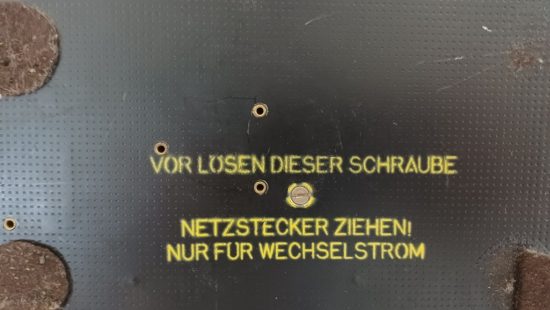 VOR LÖSEN DIESER SCHRAUBE
NETZSTECKER ZIEHEN!
NUR FÜR WECHSELSTROM